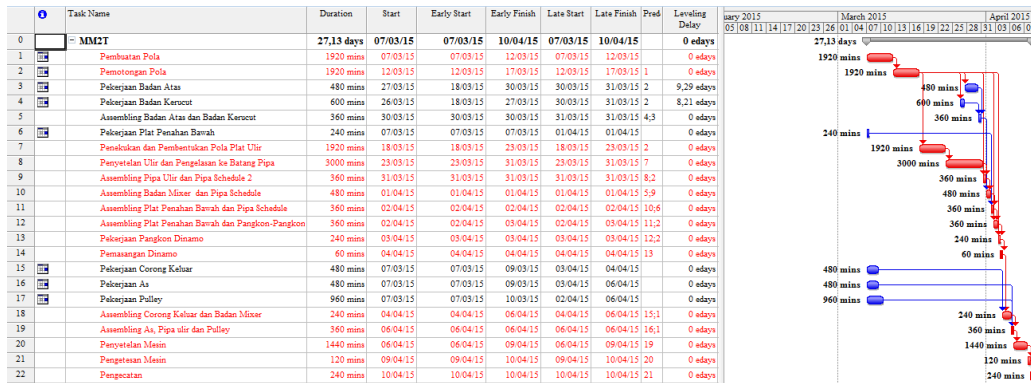 Task Name Duration Start Early Start Early Finish Late Start Late Finish Pred Leveling Delay
uary 2015 March 2015 April 2015
05 08 11 14 17 20 23 26 01 04 07 10 13 16 19 22 25 28 31 03 06
0 MM2T 27,13 days 07/03/15 07/03/15 10/04/15 07/03/15 10/04/15 0 edays 27,13 days
1 Pembuatan Pola 1920 mins 07/03/15 07/03/15 12/03/15 07/03/15 12/03/15 0 edays 1920 mins
2 Pemotongan Pola 1920 mins 12/03/15 12/03/15 17/03/15 12/03/15 17/03/15 1 0 edays 1920 mins
3 Pekerjaan Badan Atas 480 mins 27/03/15 18/03/15 30/03/15 30/03/15 31/03/15 2 9,29 edays 480 mins
4 Pekerjaan Badan Kerucut 600 mins 26/03/15 18/03/15 27/03/15 30/03/15 31/03/15 2 8,21 edays 600 mins
5 Assembling Badan Atas dan Badan Kerucut 360 mins 30/03/15 30/03/15 30/03/15 31/03/15 31/03/15 4;3 0 edays 360 mins
6 Pekerjaan Plat Penahan Bawah 240 mins 07/03/15 07/03/15 07/03/15 01/04/15 01/04/15 0 edays 240 mins
7 Penekukan dan Pembentukan Pola Plat Ulir 1920 mins 18/03/15 18/03/15 23/03/15 18/03/15 23/03/15 2 0 edays 1920 mins
8 Penyetelan Ulir dan Pengelasan ke Batang Pipa 3000 mins 23/03/15 23/03/15 31/03/15 23/03/15 31/03/15 7 0 edays 3000 mins
9 Assembling Pipa Ulir dan Pipa Schedule 2 360 mins 31/03/15 31/03/15 31/03/15 31/03/15 31/03/15 8;2 0 edays 360 mins
10 Assembling Badan Mixer dan Pipa Schedule 480 mins 01/04/15 01/04/15 01/04/15 01/04/15 01/04/15 5;9 0 edays 480 mins
11 Assembling Plat Penahan Bawah dan Pipa Schedule 360 mins 02/04/15 02/04/15 02/04/15 02/04/15 02/04/15 10;6 0 edays 360 mins
12 Assembling Plat Penahan Bawah dan Pangkon-Pangkon 360 mins 02/04/15 02/04/15 03/04/15 02/04/15 03/04/15 11;2 0 edays 360 mins
13 Pekerjaan Pangkon Dinamo 240 mins 03/04/15 03/04/15 03/04/15 03/04/15 03/04/15 12;2 0 edays 240 mins
14 Pemasangan Dinamo 60 mins 04/04/15 04/04/15 04/04/15 04/04/15 04/04/15 13 0 edays 60 mins
15 Pekerjaan Corong Keluar 480 mins 07/03/15 07/03/15 09/03/15 03/04/15 04/04/15 0 edays 480 mins
16 Pekerjaan As 480 mins 07/03/15 07/03/15 09/03/15 03/04/15 06/04/15 0 edays 480 mins
17 Pekerjaan Pulley 960 mins 07/03/15 07/03/15 10/03/15 02/04/15 06/04/15 0 edays 960 mins
18 Assembling Corong Keluar dan Badan Mixer 240 mins 04/04/15 04/04/15 06/04/15 04/04/15 06/04/15 15;1 0 edays 240 mins
19 Assembling As, Pipa ulir dan Pulley 360 mins 06/04/15 06/04/15 06/04/15 06/04/15 06/04/15 16;1 0 edays 360 mins
20 Penyetelan Mesin 1440 mins 06/04/15 06/04/15 09/04/15 06/04/15 09/04/15 19 0 edays 1440 mins
21 Pengetesan Mesin 120 mins 09/04/15 09/04/15 10/04/15 09/04/15 10/04/15 20 0 edays 120 mins
22 Pengecatan 240 mins 10/04/15 10/04/15 10/04/15 10/04/15 10/04/15 21 0 edays 240 mins